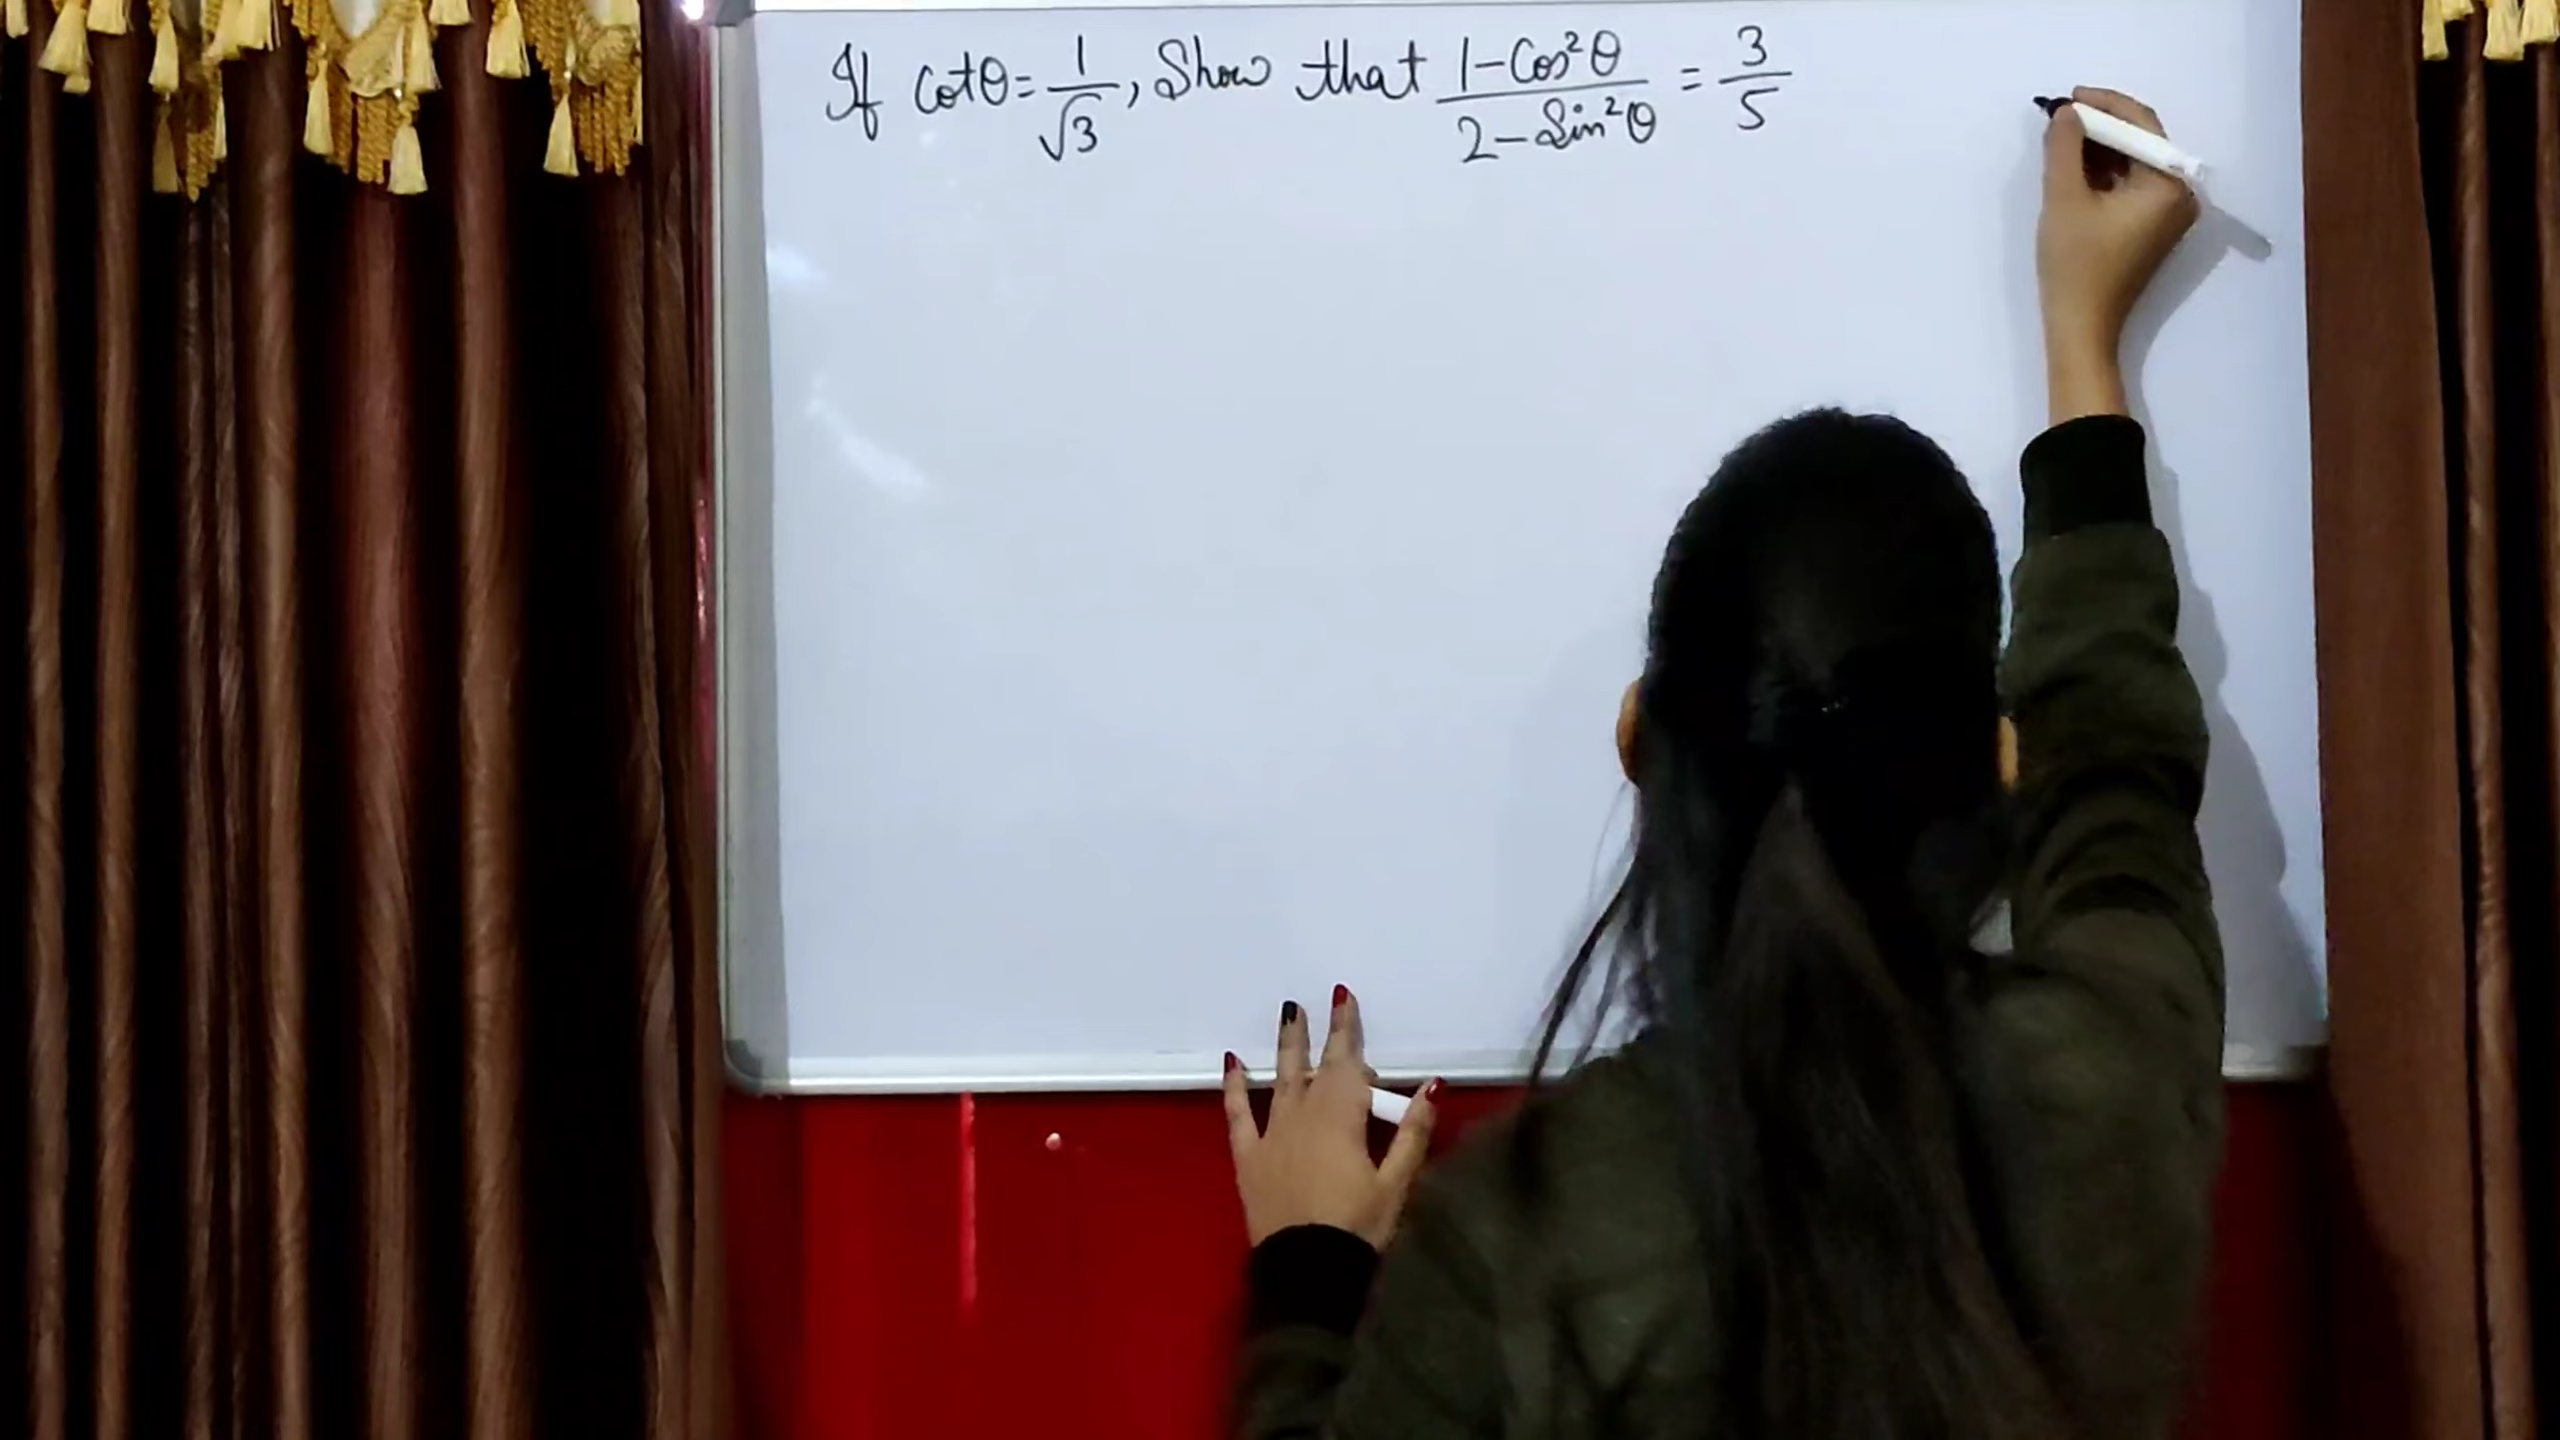 If cotθ = 1/√3, Show that (1-Cos²θ)/(2-Sin²θ) = 3/5